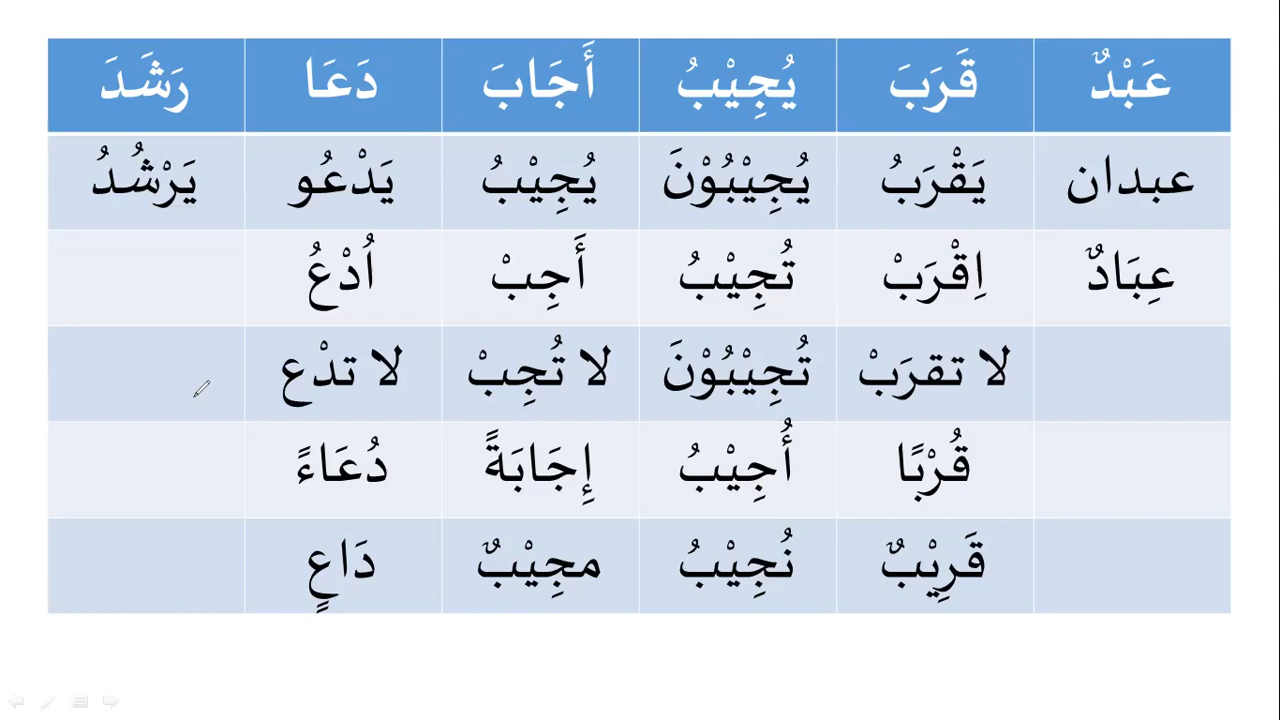 عَبْدٌ قَرَبَ يُجِيْبُ أَجَابَ دَعَا رَشَدَ
عبدان يَقْرَبُ يُجِيْبُوْنَ يُجِيْبُ يَدْعُو يَرْشُدُ
عِبَادٌ اِقْرَبْ تُجِيْبُ أَجِبْ اُدْعُ
لا تقرَبْ تُجِيْبُوْنَ لا تُجِبْ لا تدْع
قُرْبًا أُجِيْبُ إِجَابَةً دُعَاءً
قَرِيْبٌ نُجِيْبُ مجِيْبٌ دَاعٍ